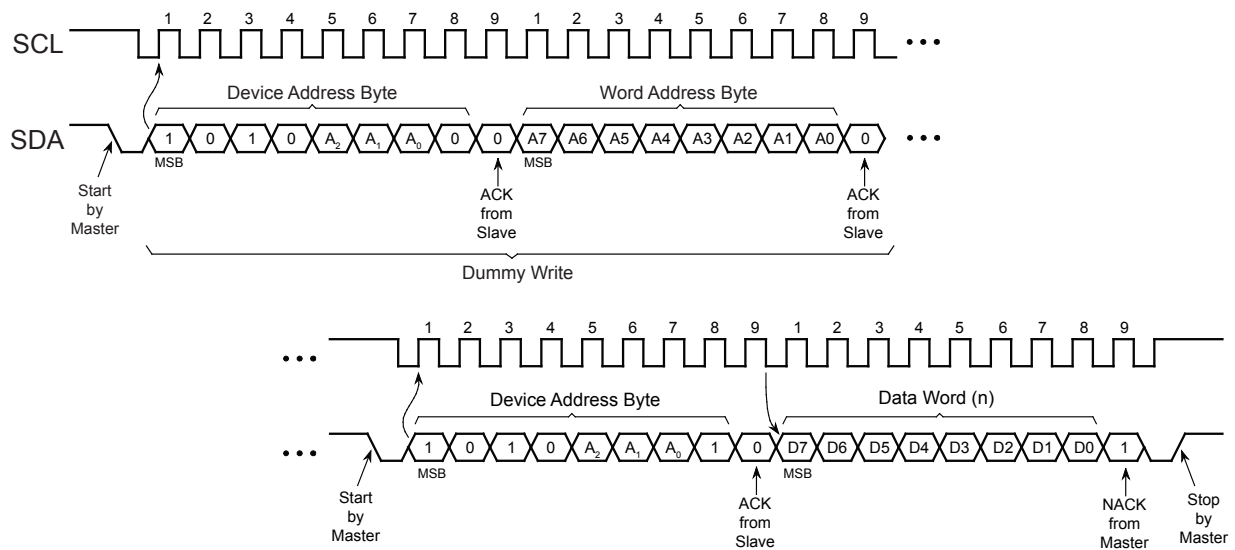 1 2 3 4 5 6 7 8 9 1 2 3 4 5 6 7 8 9
SCL
Device Address Byte Word Address Byte
SDA 1 0 1 0 A2 A1 A0 0 0 A7 A6 A5 A4 A3 A2 A1 A0 0
MSB MSB
Start
by
Master
ACK
from
Slave
ACK
from
Slave
Dummy Write
1 2 3 4 5 6 7 8 9 1 2 3 4 5 6 7 8 9
Device Address Byte Data Word (n)
1 0 1 0 A2 A1 A0 1 0 D7 D6 D5 D4 D3 D2 D1 D0 1
MSB MSB
Start
by
Master
ACK
from
Slave
NACK
from
Master
Stop
by
Master